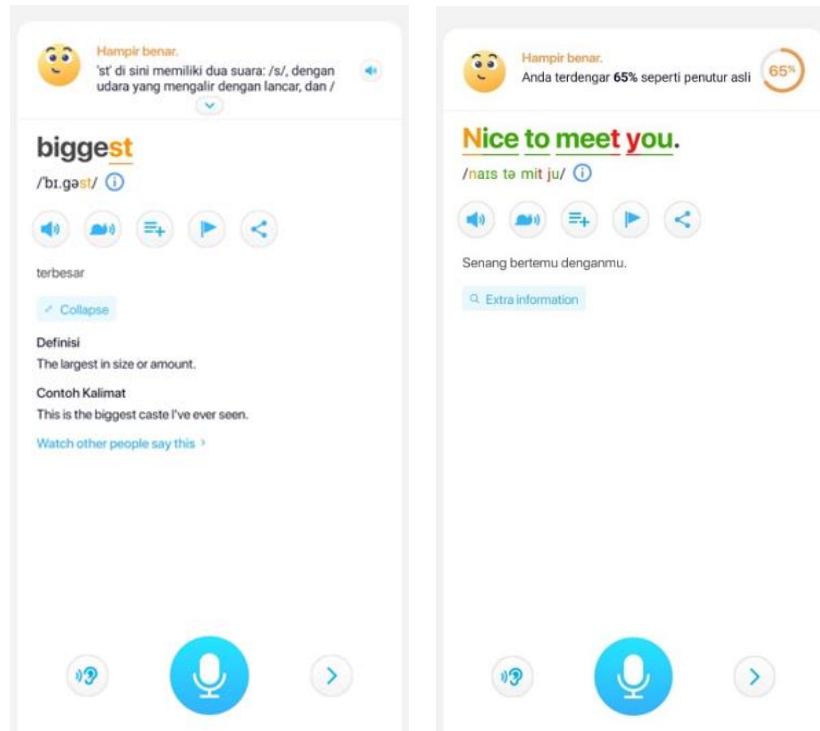 Hampir benar.
'st' di sini memiliki dua suara: /s/, dengan
udara yang mengalir dengan lancar, dan /
biggest
/ˈbɪ.gəst/
terbesar
Collapse
Definisi
The largest in size or amount.
Contoh Kalimat
This is the biggest caste I've ever seen.
Watch other people say this >
Hampir benar.
Anda terdengar 65% seperti penutur asli
65%
Nice to meet you.
/naɪs tə mit ju/
Senang bertemu denganmu.
Extra information